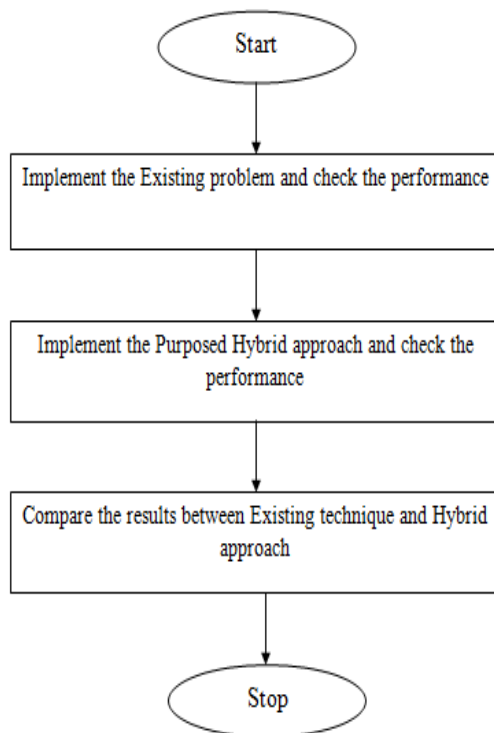 Start
Implement the Existing problem and check the performance
Implement the Purposed Hybrid approach and check the
performance
Compare the results between Existing technique and Hybrid
approach
Stop